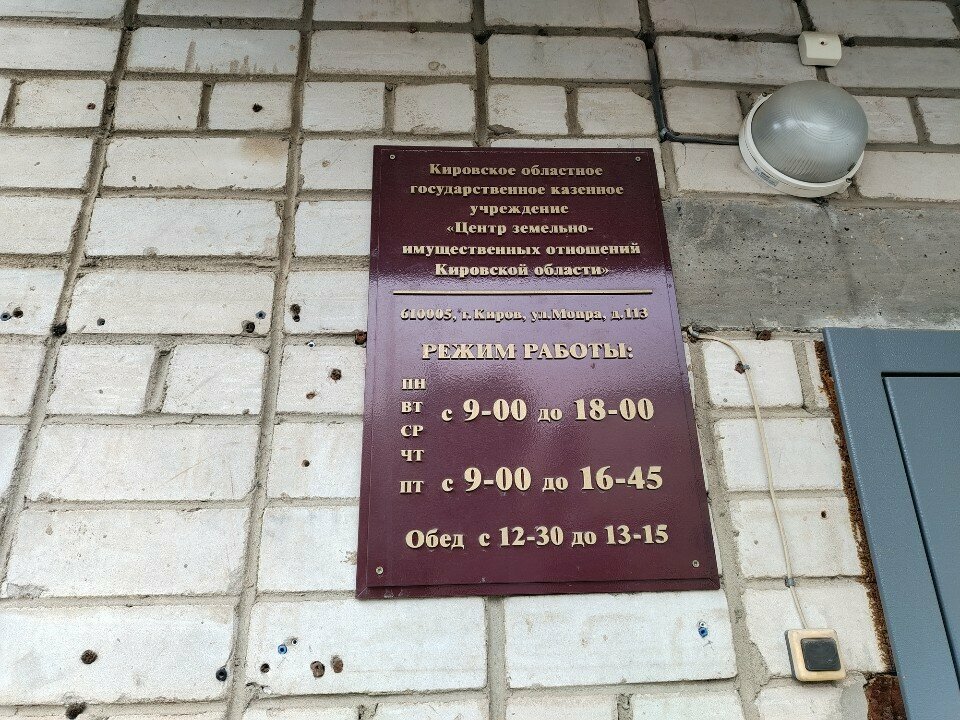 Кировское областное
государственное казенное
учреждение
«Центр земельно-
имущественных отношений
Кировской области»
610005, г. Киров, ул.Мопра, д.113
РЕЖИМ РАБОТЫ:
ПН
ВТ с 9-00 до 18-00
СР
ЧТ
ПТ с 9-00 до 16-45
Обед с 12-30 до 13-15